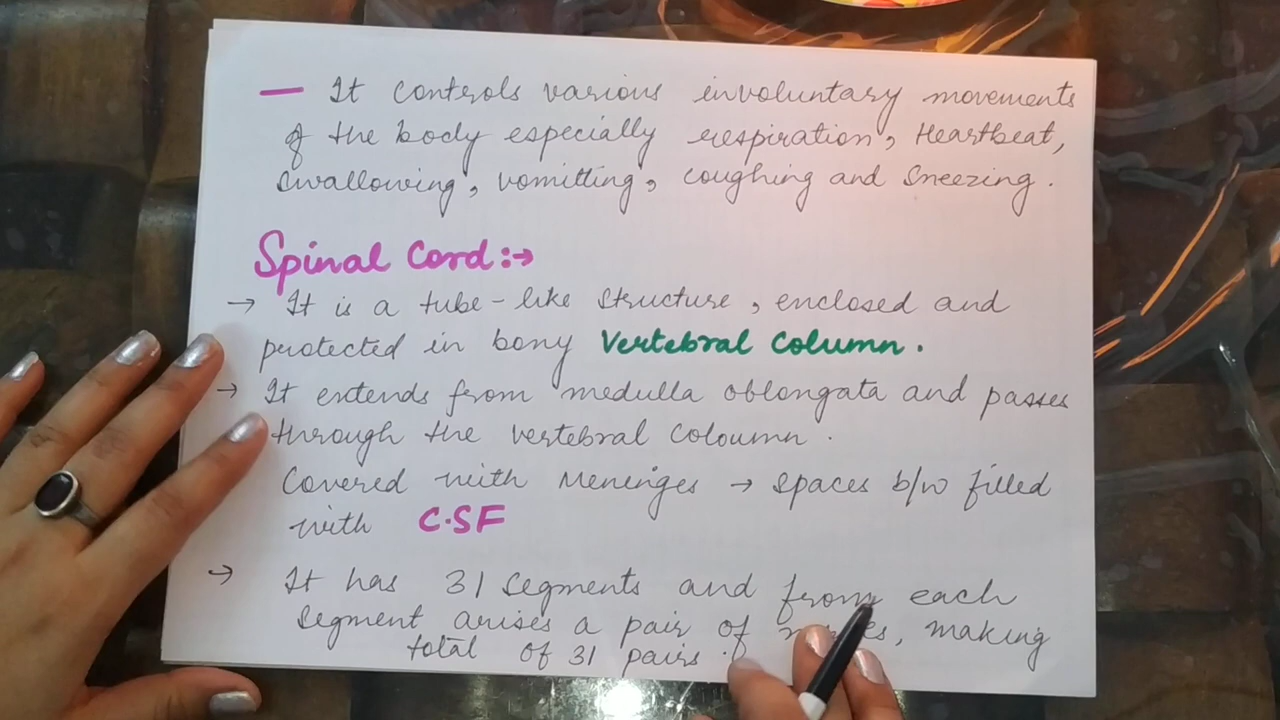 — It controls various involuntary movements
of the body especially respiration, Heartbeat,
Swallowing, vomitting, coughing and Sneezing.
Spinal Cord:→
→ It is a tube-like Structure, enclosed and
protected in bony Vertebral Column.
→ It extends from medulla oblongata and passes
through the vertebral coloumn.
Covered with Meninges → spaces b/w filled
with C.S.F
→ It has 31 Segments and from each
Segment arises a pair of nerves, making
total of 31 pairs.